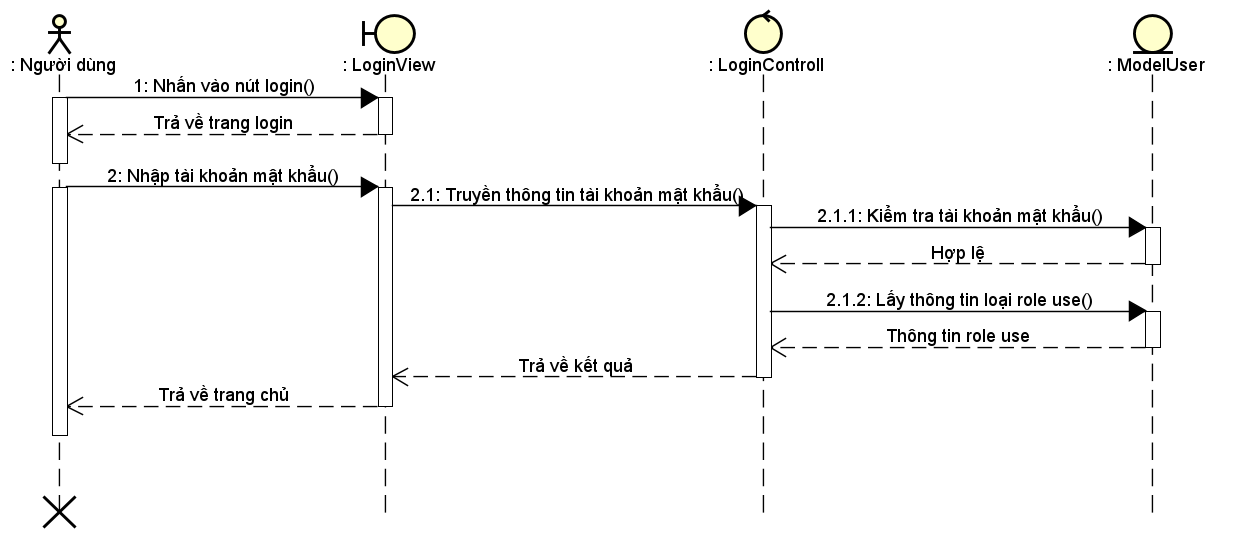 : Người dùng
: LoginView
: LoginControll
: ModelUser
1: Nhấn vào nút login()
Trả về trang login
2: Nhập tài khoản mật khẩu()
2.1: Truyền thông tin tài khoản mật khẩu()
2.1.1: Kiểm tra tài khoản mật khẩu()
Hợp lệ
2.1.2: Lấy thông tin loại role use()
Thông tin role use
Trả về kết quả
Trả về trang chủ